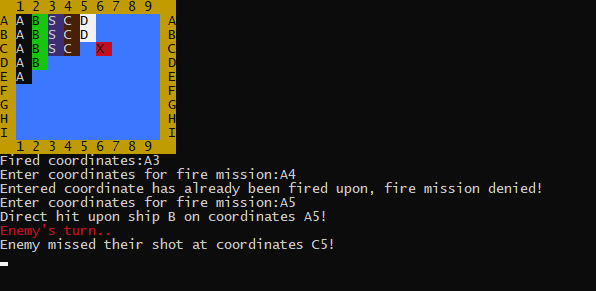 1 2 3 4 5 6 7 8 9
A A B S C D A
B A B S C D B
C A B S C X C
D A B D
E A E
F F
G G
H H
I I
1 2 3 4 5 6 7 8 9
Fired coordinates:A3
Enter coordinates for fire mission:A4
Entered coordinate has already been fired upon, fire mission denied!
Enter coordinates for fire mission:A5
Direct hit upon ship B on coordinates A5!
Enemy's turn..
Enemy missed their shot at coordinates C5!